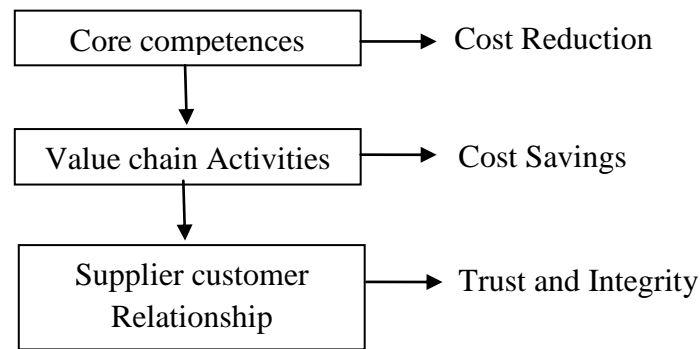 Core competences
Cost Reduction
Value chain Activities
Cost Savings
Supplier customer
Relationship
Trust and Integrity